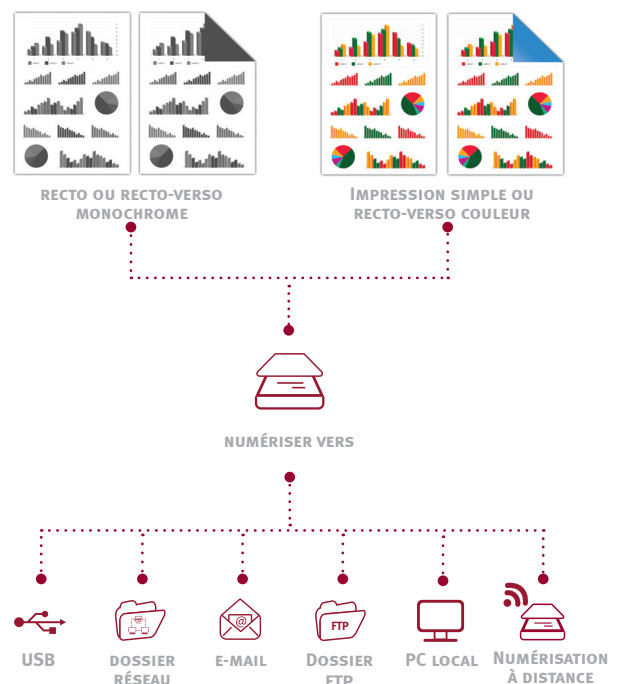 RECTO OU RECTO-VERSO
MONOCHROME
IMPRESSION SIMPLE OU
RECTO-VERSO COULEUR
NUMÉRISER VERS
@
FTP
USB
DOSSIER
RÉSEAU
E-MAIL
DOSSIER
FTP
PC LOCAL
NUMÉRISATION
À DISTANCE